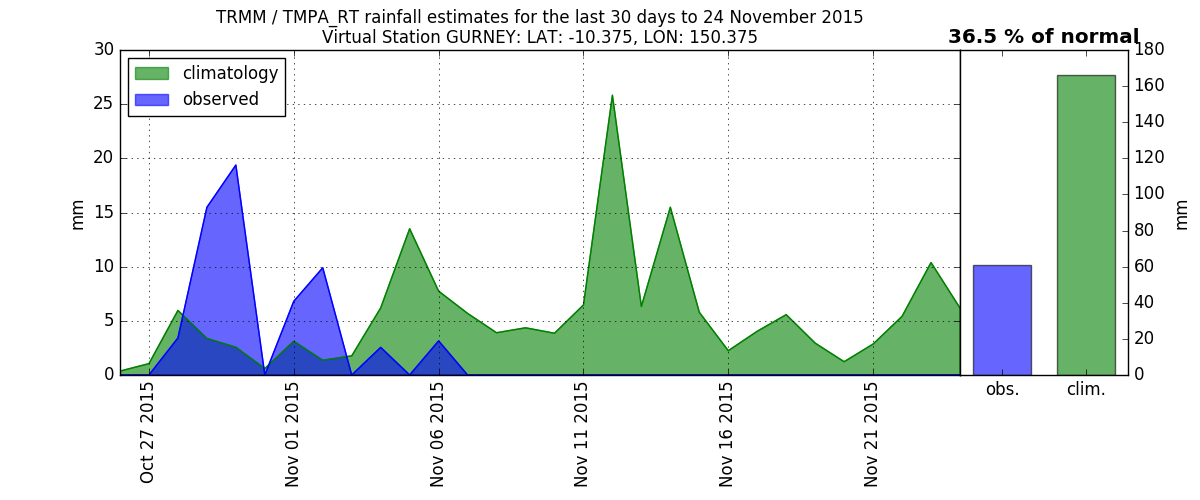 TRMM / TMPA_RT rainfall estimates for the last 30 days to 24 November 2015
Virtual Station GURNEY: LAT: -10.375, LON: 150.375
36.5 % of normal
climatology
observed
30
25
20
15
10
5
0
mm
Oct 27 2015
Nov 01 2015
Nov 06 2015
Nov 11 2015
Nov 16 2015
Nov 21 2015
obs.
clim.
180
160
140
120
100
80
60
40
20
0
mm